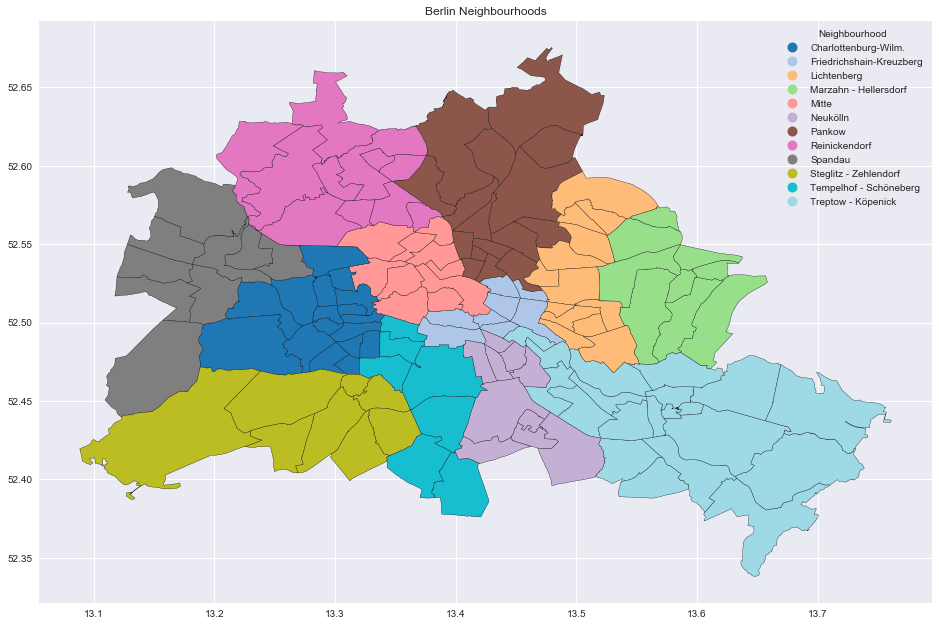 Berlin Neighbourhoods
Neighbourhood
Charlottenburg-Wilm.
Friedrichshain-Kreuzberg
Lichtenberg
Marzahn - Hellersdorf
Mitte
Neukölln
Pankow
Reinickendorf
Spandau
Steglitz - Zehlendorf
Tempelhof - Schöneberg
Treptow - Köpenick
52.65
52.60
52.55
52.50
52.45
52.40
52.35
13.1 13.2 13.3 13.4 13.5 13.6 13.7